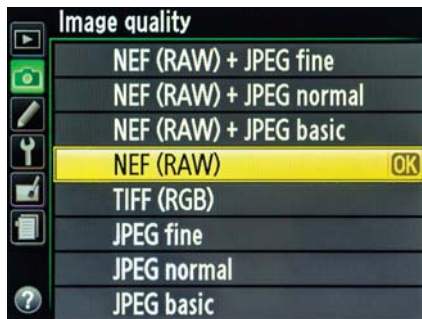 Image quality
NEF (RAW) + JPEG fine
NEF (RAW) + JPEG normal
NEF (RAW) + JPEG basic
NEF (RAW) OK
TIFF (RGB)
JPEG fine
JPEG normal
JPEG basic
?